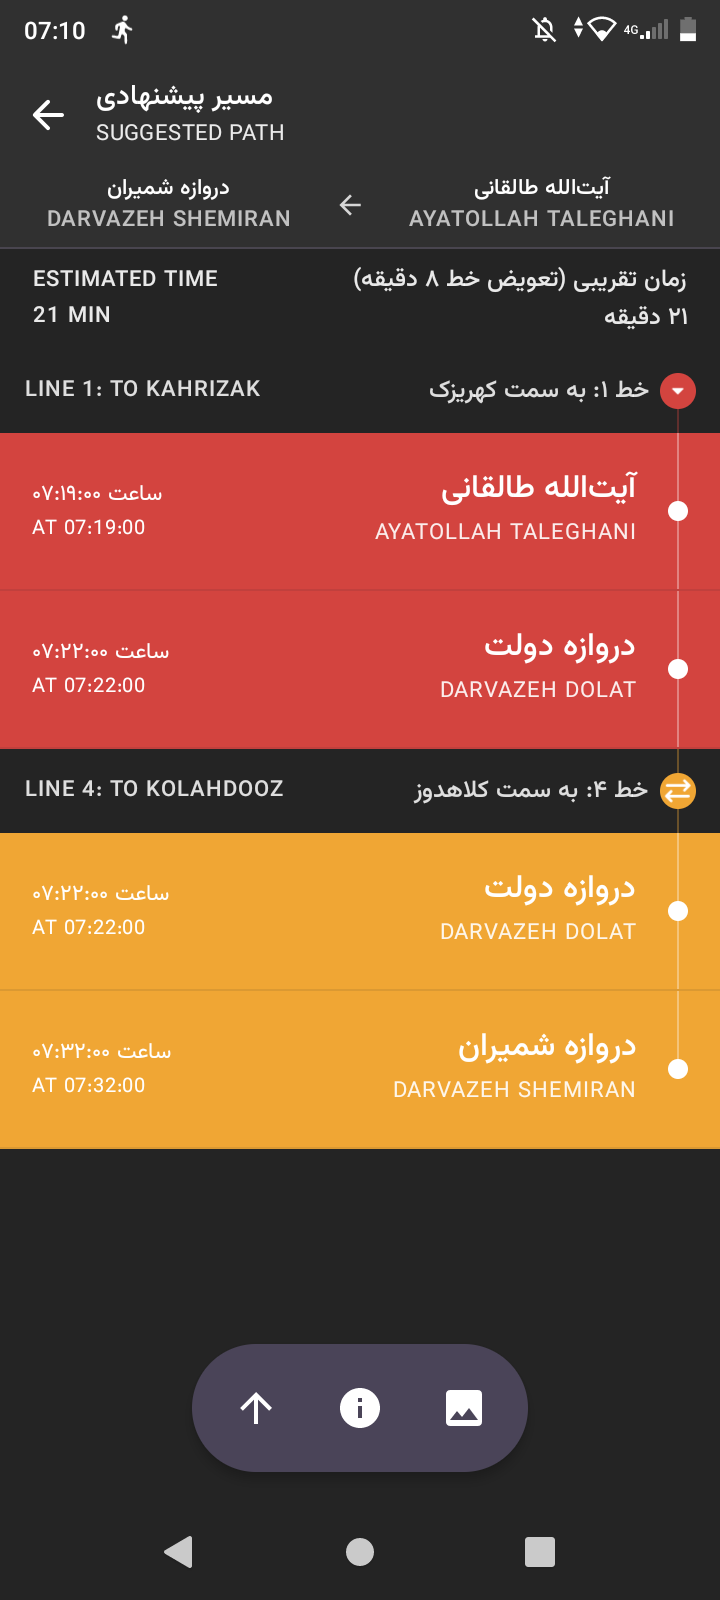 07:10
4G
مسیر پیشنهادی
SUGGESTED PATH
آیت‌الله طالقانی
AYATOLLAH TALEGHANI
دروازه شمیران
DARVAZEH SHEMIRAN
زمان تقریبی (تعویض خط ۸ دقیقه)
۲۱ دقیقه
ESTIMATED TIME
21 MIN
خط ۱: به سمت کهریزک
LINE 1: TO KAHRIZAK
آیت‌الله طالقانی
AYATOLLAH TALEGHANI
ساعت ۰۷:۱۹:۰۰
AT 07:19:00
دروازه دولت
DARVAZEH DOLAT
ساعت ۰۷:۲۲:۰۰
AT 07:22:00
خط ۴: به سمت کلاهدوز
LINE 4: TO KOLAHDOOZ
دروازه دولت
DARVAZEH DOLAT
ساعت ۰۷:۲۲:۰۰
AT 07:22:00
دروازه شمیران
DARVAZEH SHEMIRAN
ساعت ۰۷:۳۲:۰۰
AT 07:32:00